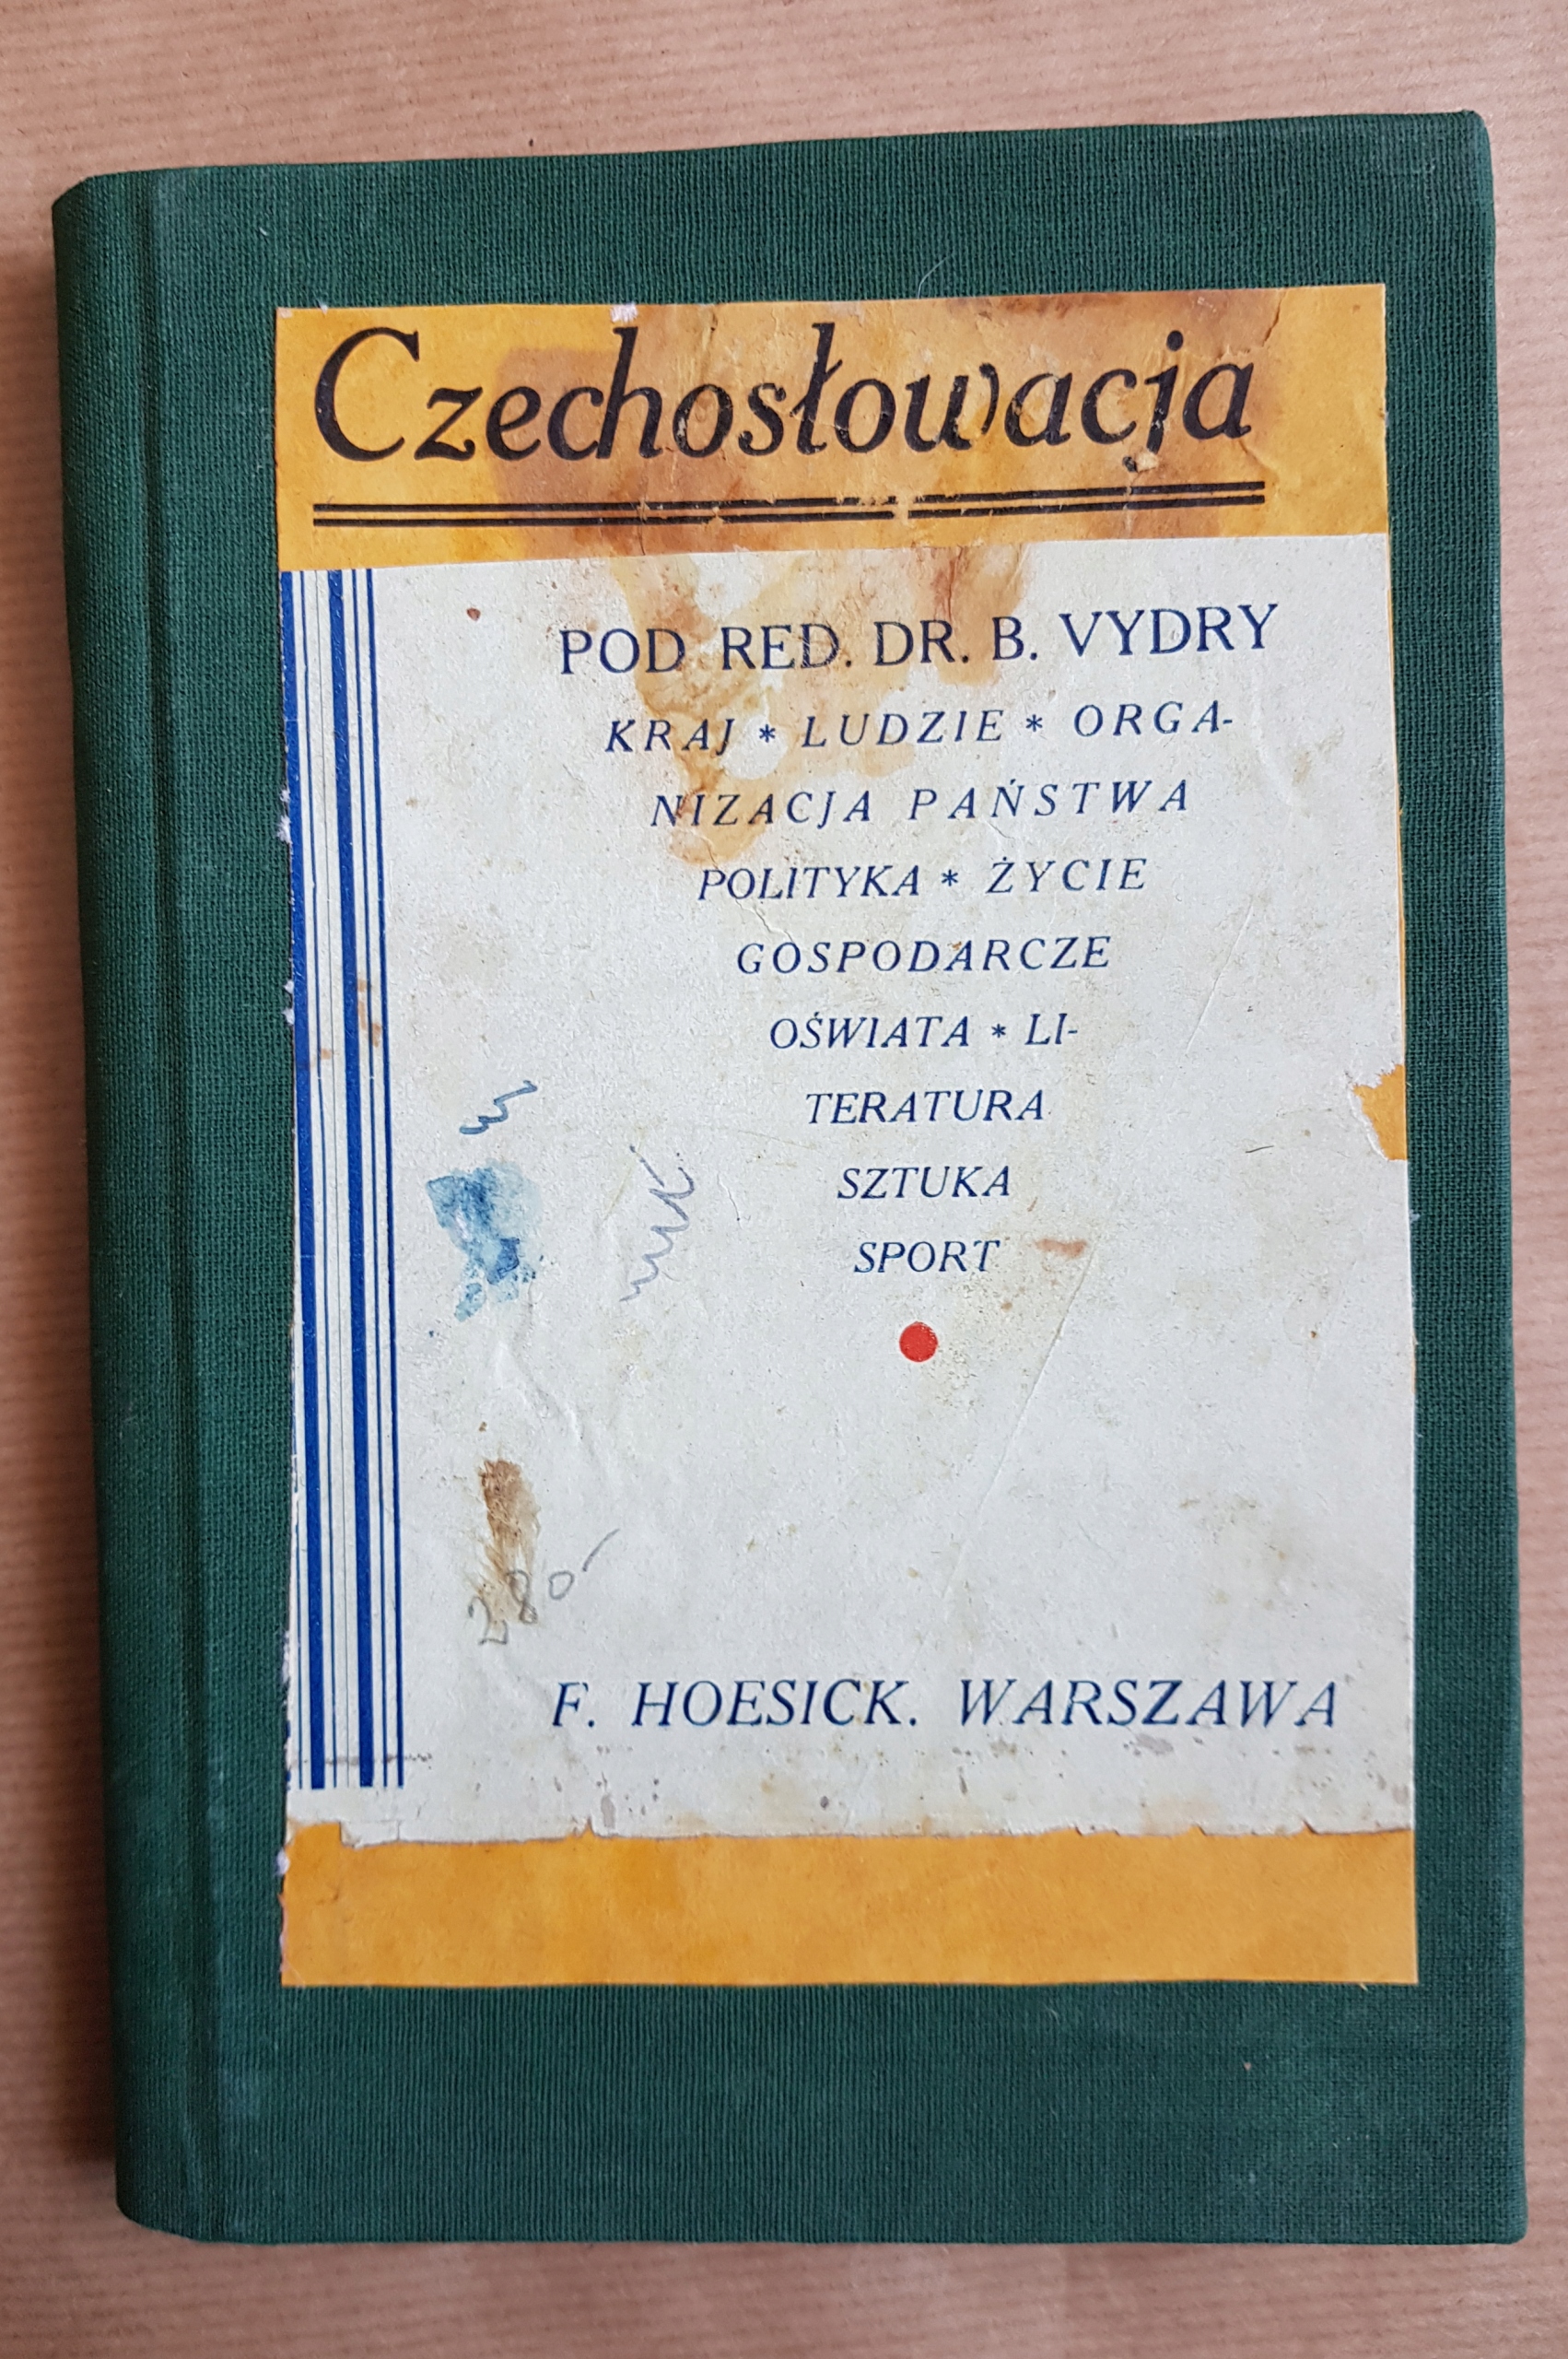 Czechosłowacja
POD RED. DR. B. VYDRY
KRAJ * LUDZIE * ORGA-
NIZACJA PAŃSTWA
POLITYKA * ŻYCIE
GOSPODARCZE
OŚWIATA * LI-
TERATURA
SZTUKA
SPORT
280-
F. HOESICK. WARSZAWA